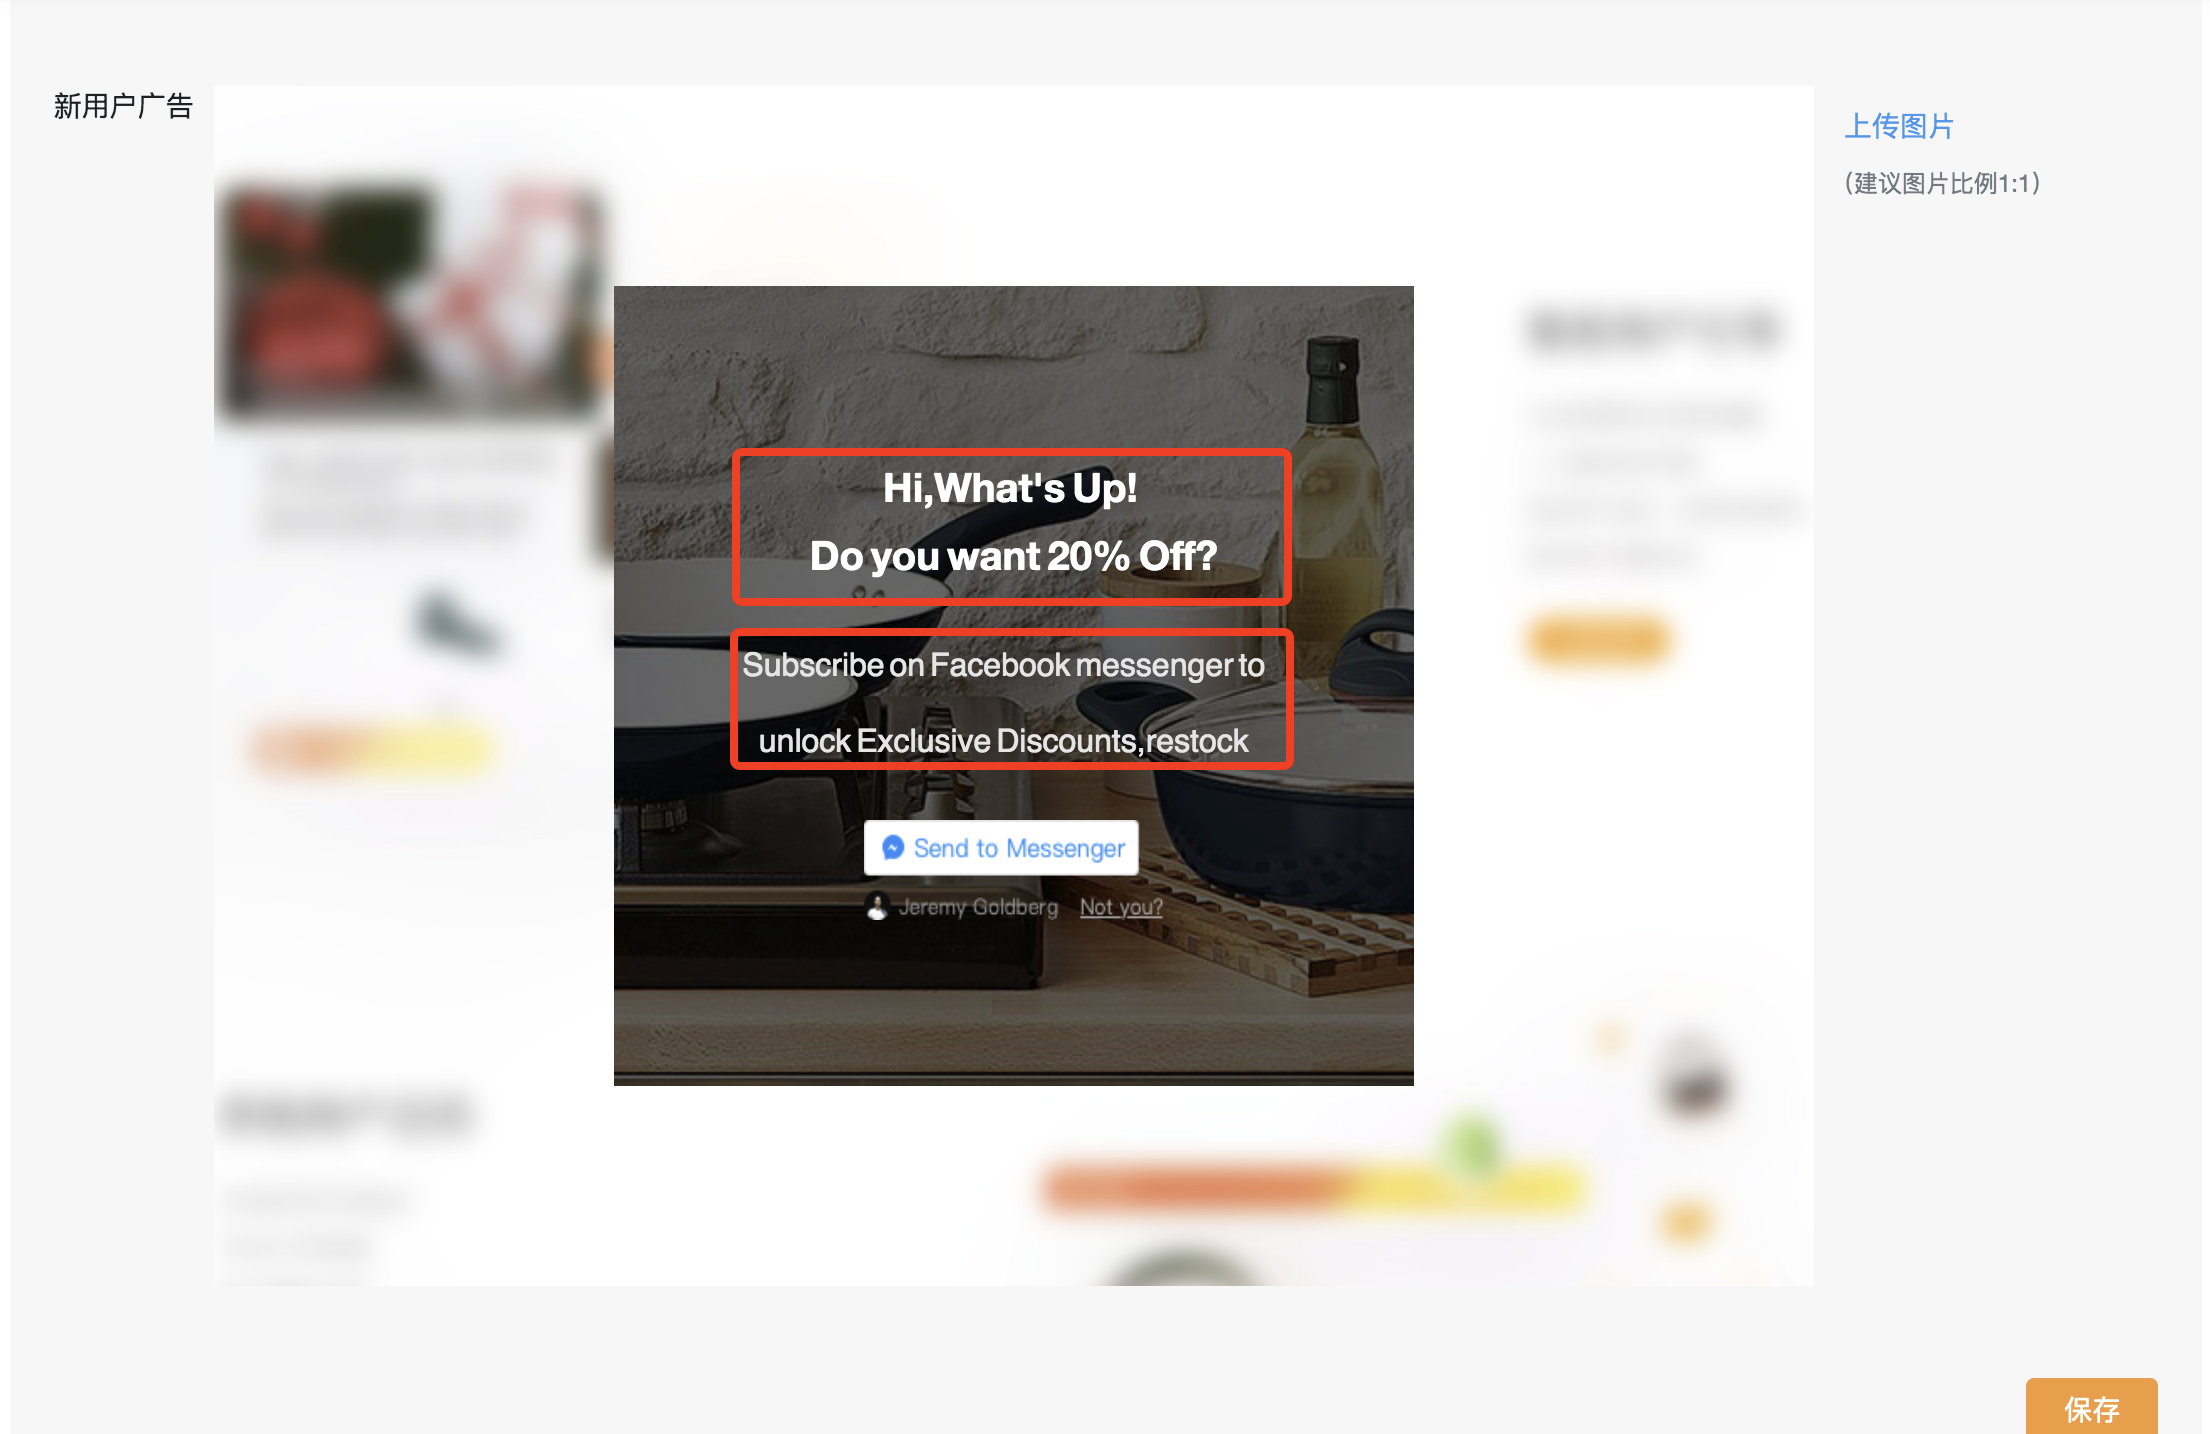 新用户广告
上传图片
(建议图片比例1:1)
Hi,What's Up!
Do you want 20% Off?
Subscribe on Facebook messenger to
unlock Exclusive Discounts,restock
Send to Messenger
Jeremy Goldberg Not you?
保存